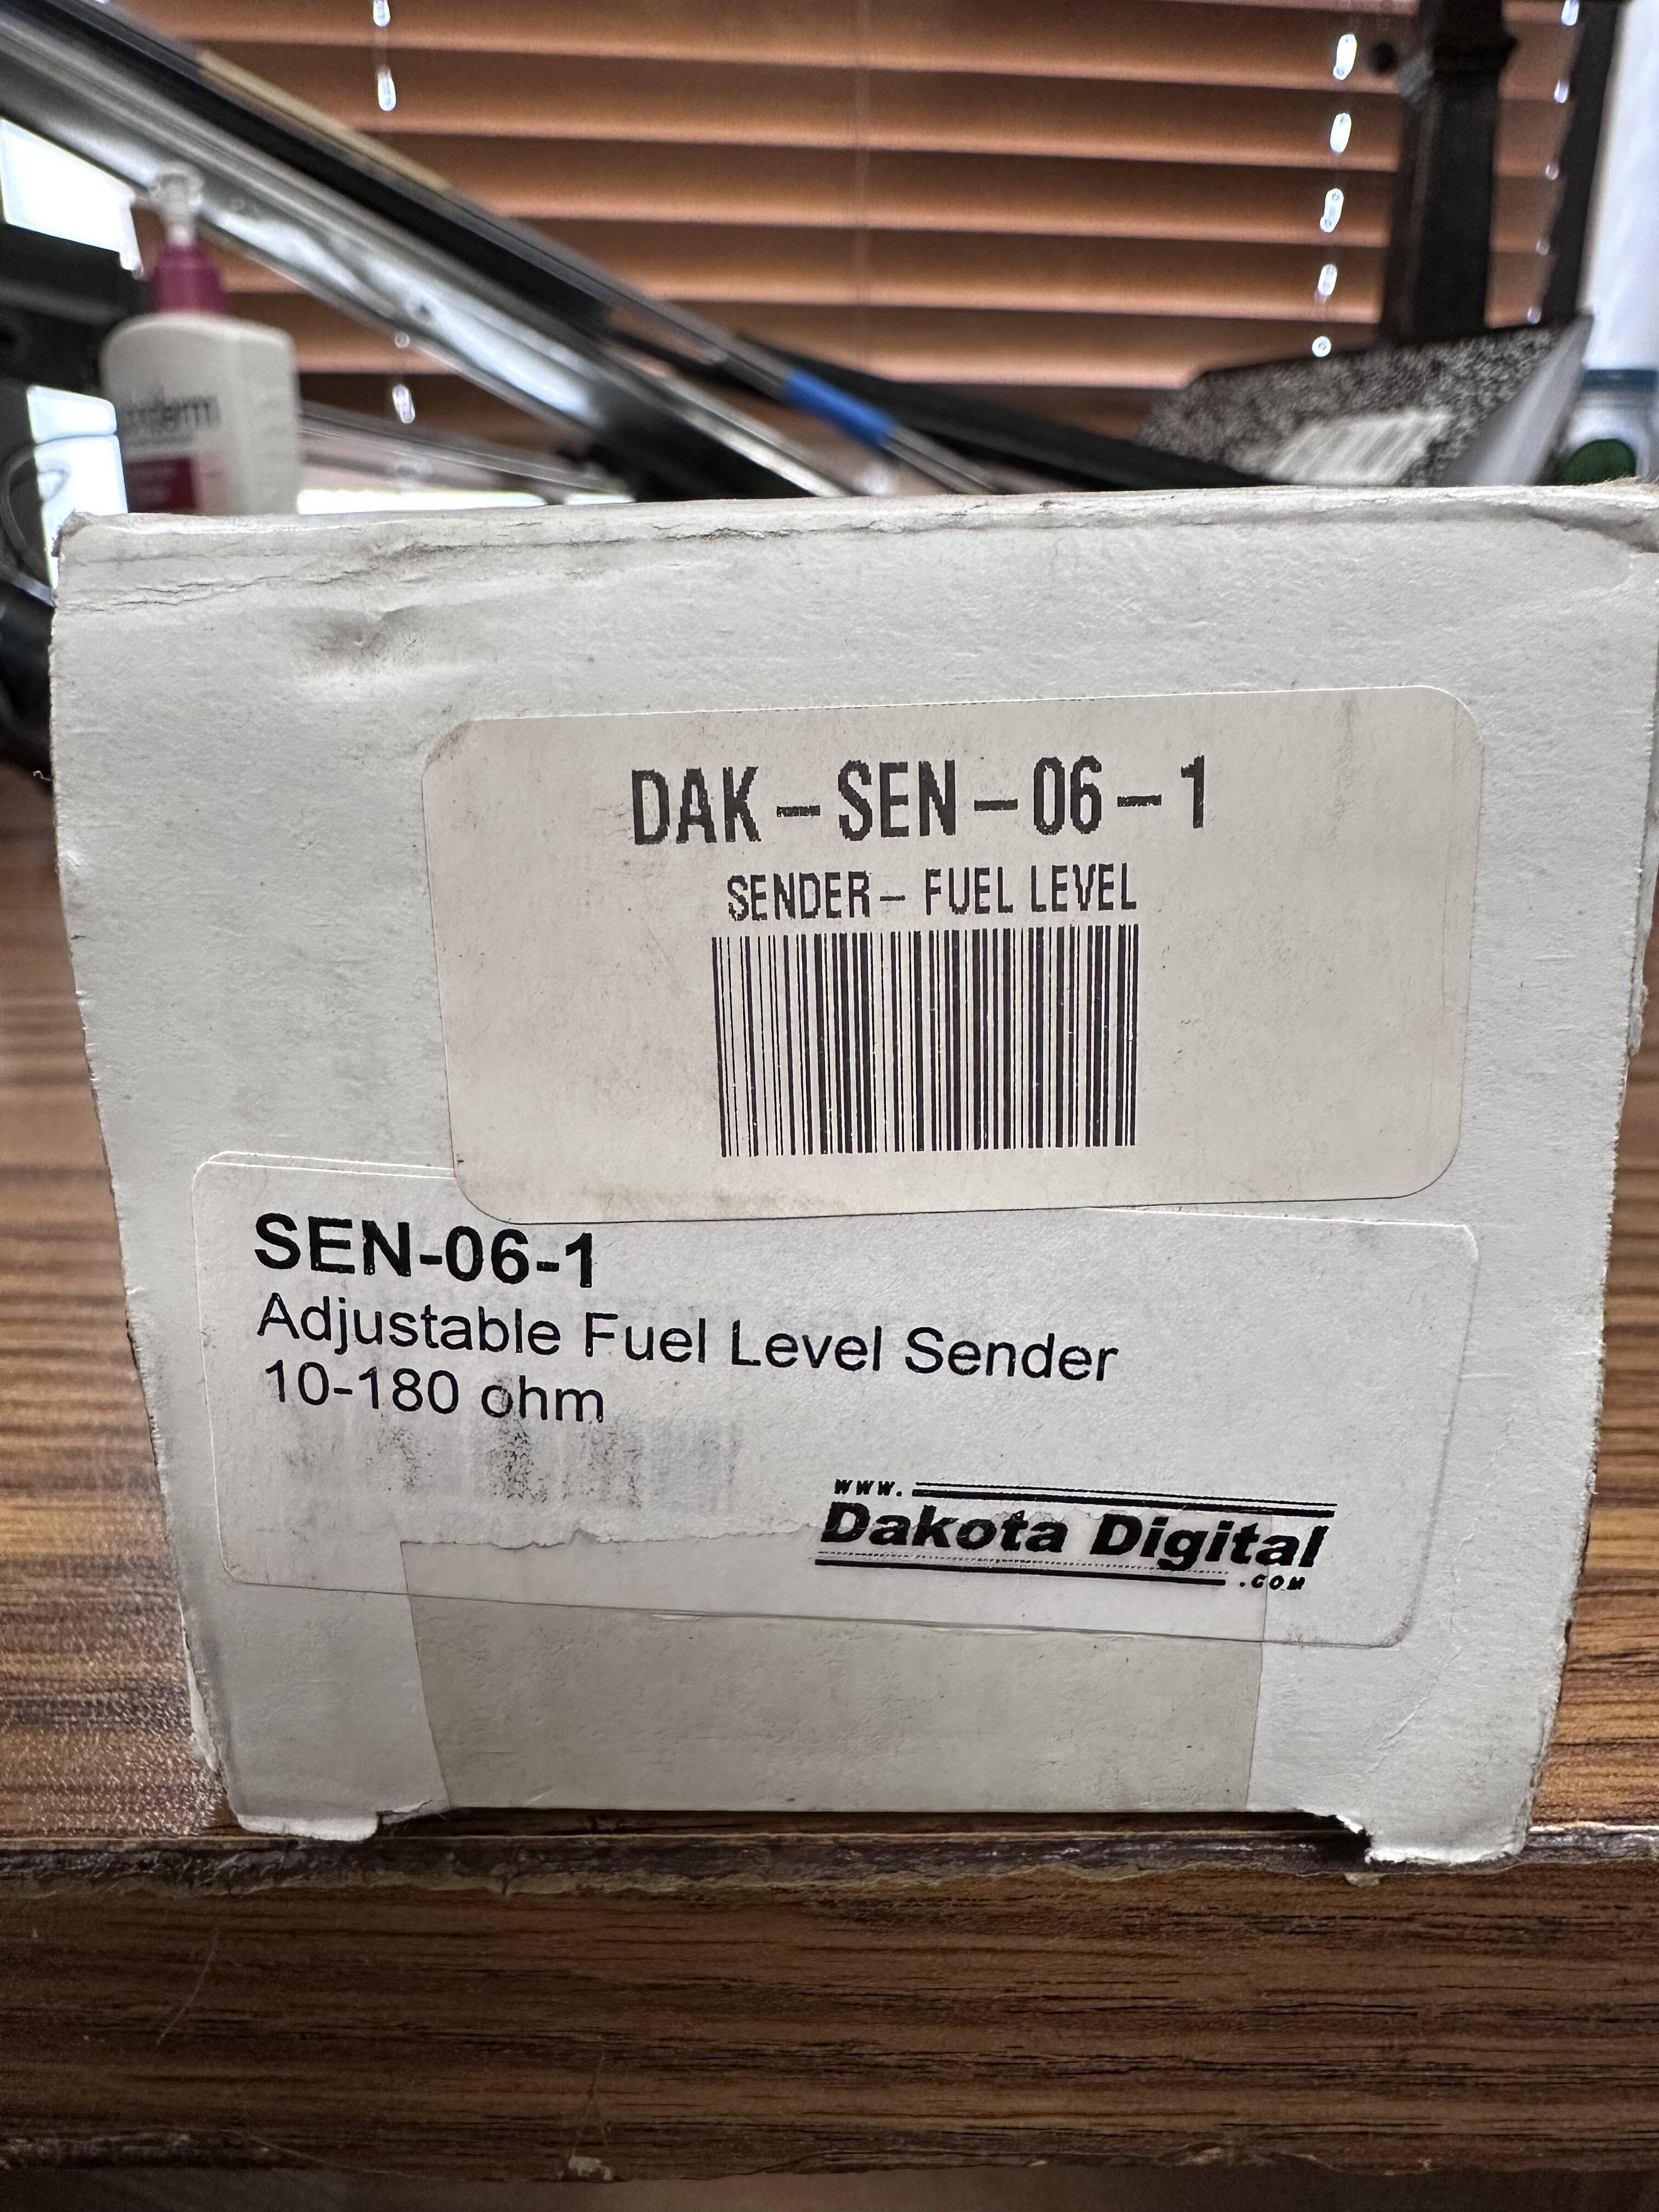 DAK-SEN-06-1
SENDER- FUEL LEVEL
SEN-06-1
Adjustable Fuel Level Sender
10-180 ohm
www.
Dakota Digital
.COM